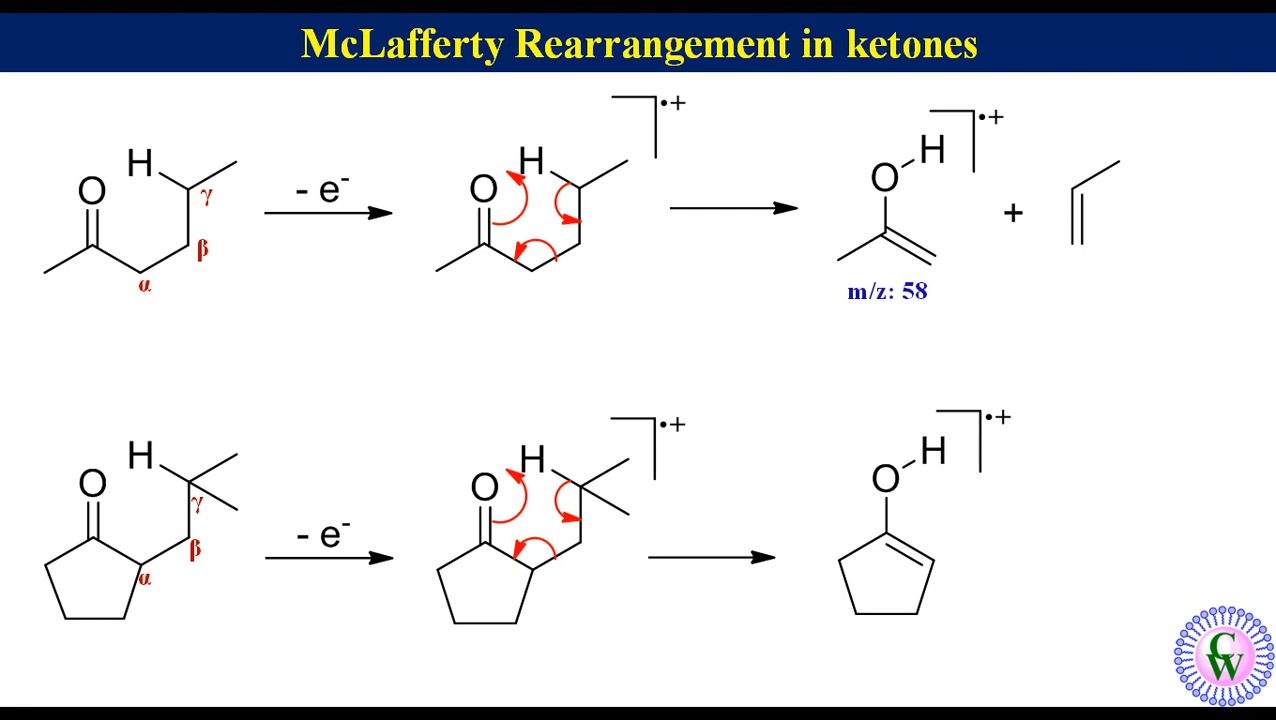 McLafferty Rearrangement in ketones
H
O
γ
β
α
- e⁻
H
O
•+
O
H
•+
m/z: 58
+
H
O
γ
β
α
- e⁻
H
O
•+
O
H
•+
CW